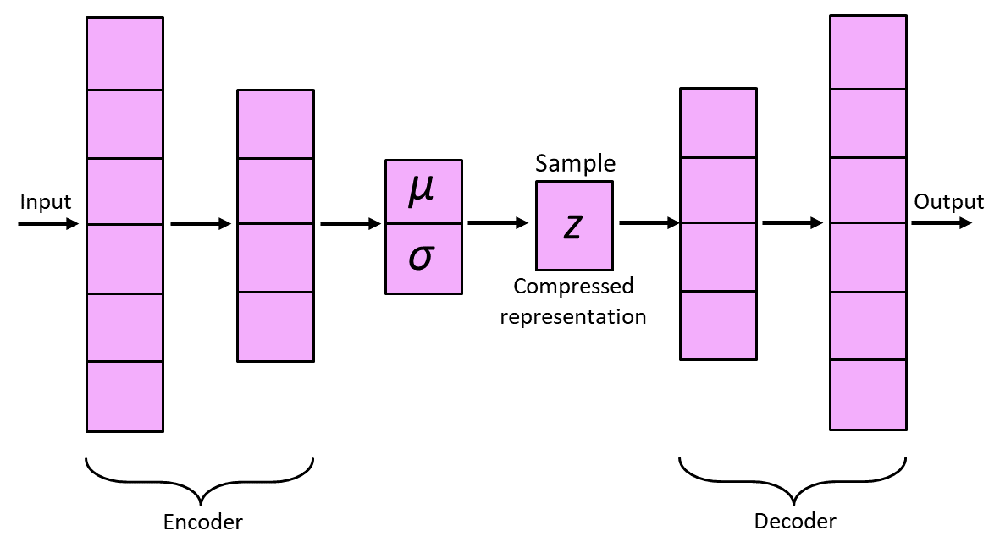 Input
μ
σ
Sample
z
Compressed
representation
Output
Encoder
Decoder